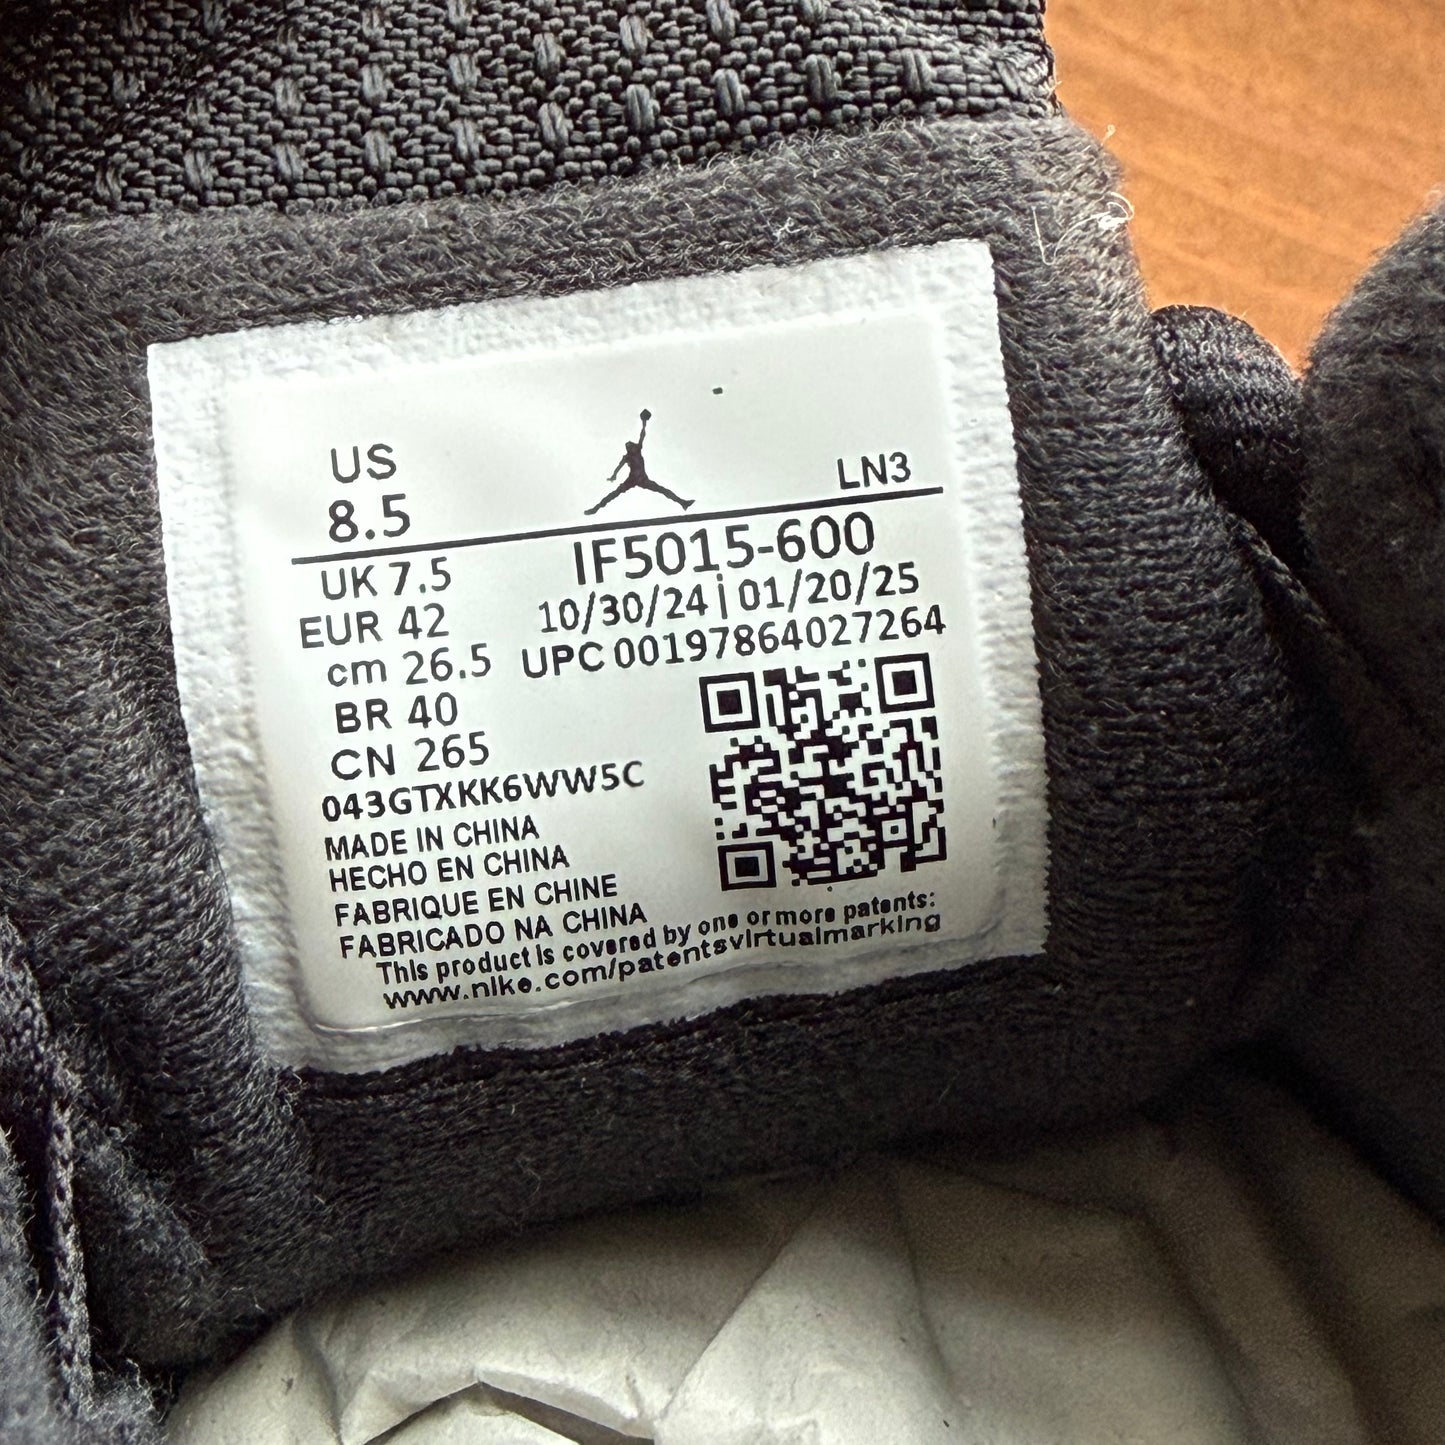 US
8.5
LN3
UK 7.5
EUR 42
cm 26.5
BR 40
CN 265
IF5015-600
10/30/24 | 01/20/25
UPC 00197864027264
043GTXKK6WW5C
MADE IN CHINA
HECHO EN CHINA
FABRIQUE EN CHINE
FABRICADO NA CHINA
This product is covered by one or more patents:
www.nike.com/patentsvirtualmarking